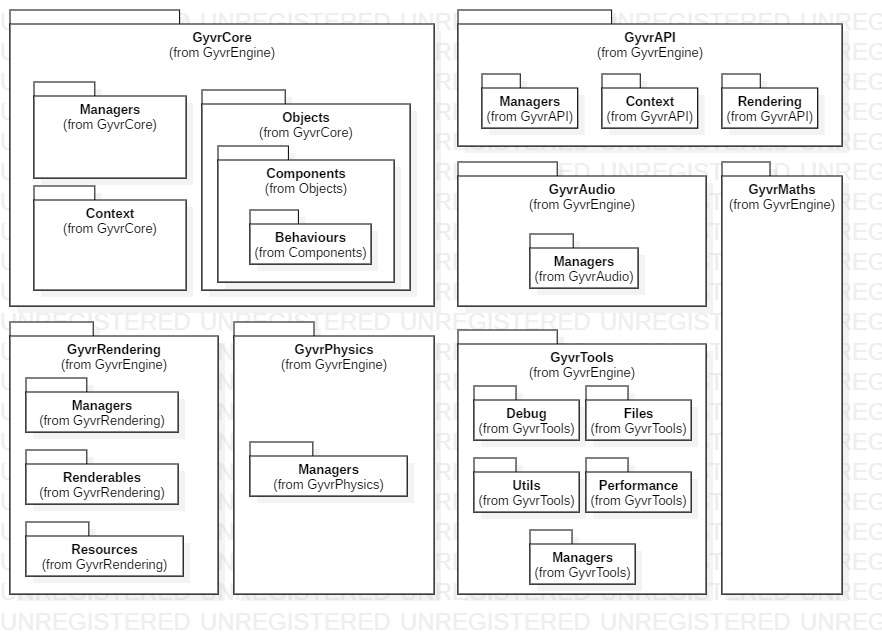 GyvrCore
(from GyvrEngine)
Managers
(from GyvrCore)
Context
(from GyvrCore)
Objects
(from GyvrCore)
Components
(from Objects)
Behaviours
(from Components)
GyvrAPI
(from GyvrEngine)
Managers
(from GyvrAPI)
Context
(from GyvrAPI)
Rendering
(from GyvrAPI)
GyvrAudio
(from GyvrEngine)
Managers
(from GyvrAudio)
GyvrMaths
(from GyvrEngine)
GyvrRendering
(from GyvrEngine)
Managers
(from GyvrRendering)
Renderables
(from GyvrRendering)
Resources
(from GyvrRendering)
GyvrPhysics
(from GyvrEngine)
Managers
(from GyvrPhysics)
GyvrTools
(from GyvrEngine)
Debug
(from GyvrTools)
Files
(from GyvrTools)
Utils
(from GyvrTools)
Performance
(from GyvrTools)
Managers
(from GyvrTools)
UNREGISTERED UNREGISTERED UNREGISTERED UNREGISTERED